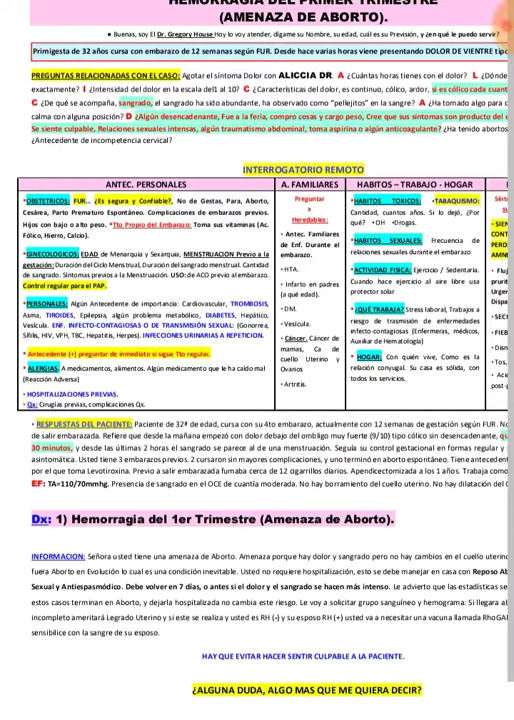 HEMORRAGIA DEL PRIMER TRIMESTRE
(AMENAZA DE ABORTO).
• Buenas, soy El Dr. Gregory House Hoy lo voy atender, dígame su Nombre, su edad, cuál es su Previsión, y ¿en qué le puedo servir?
Primigesta de 32 años cursa con embarazo de 12 semanas según FUR. Desde hace varias horas viene presentando DOLOR DE VIENTRE tipo
PREGUNTAS RELACIONADAS CON EL CASO: Agotar el síntoma Dolor con ALICCIA DR. A ¿Cuántas horas tienes con el dolor? L ¿Dónde
exactamente? I ¿Intensidad del dolor en la escala del1 al 10? C ¿Características del dolor, es continuo, cólico, ardor, si es cólico cada cuant
C ¿De qué se acompaña, sangrado, el sangrado ha sido abundante, ha observado como "pellejitos" en la sangre? A ¿Ha tomado algo para c
calma con alguna posición? D ¿Algún desencadenante, Fue a la feria, compro cosas y cargo peso, Cree que sus síntomas son producto del
Se siente culpable, Relaciones sexuales intensas, algún traumatismo abdominal, toma aspirina o algún anticoagulante? ¿Ha tenido abortos
¿Antecedente de incompetencia cervical?
INTERROGATORIO REMOTO
ANTEC. PERSONALES
*OBSTETRICOS: FUR... ¿Es segura y Confiable?, No de Gestas, Para, Aborto,
Cesárea, Parto Prematuro Espontáneo. Complicaciones de embarazos previos.
Hijos con bajo o alto peso. *Tto Propio del Embarazo: Toma sus vitaminas (Ac.
Fólico, Hierro, Calcio).
*GINECOLOGICOS: EDAD de Menarquia y Sexarquia, MENSTRUACIÓN Previo a la
gestación: Duración del Ciclo Menstrual, Duración del sangrado menstrual. Cantidad
de sangrado. Síntomas previos a la Menstruación. USO: de ACO previo al embarazo.
Control regular para el PAP.
*PERSONALES: Algún Antecedente de importancia: Cardiovascular, TROMBOSIS,
Asma, TIROIDES, Epilepsia, algún problema metabólico, DIABETES, Hepático,
Vesícula. ENF. INFECTO-CONTAGIOSAS O DE TRANSMISIÓN SEXUAL: (Gonorrea,
Sífilis, HIV, VPH, TBC, Hepatitis, Herpes). INFECCIONES URINARIAS A REPETICION.
* Antecedente (+) preguntar de inmediato si sigue Tto regular.
* ALERGIAS: A medicamentos, alimentos. Algún medicamento que le ha caído mal
(Reacción Adversa)
• HOSPITALIZACIONES PREVIAS.
• Qx: Cirugías previas, complicaciones Qx.
A. FAMILIARES
Preguntar
x
Heredables:
• Antec. Familiares
de Enf. Durante el
embarazo.
•HTA.
• Infarto en padres
(a qué edad).
•DM.
•Vesícula.
• Cáncer. Cáncer de
mamas, Ca de
cuello Uterino y
Ovarios
•Artritis.
HABITOS – TRABAJO - HOGAR
*HABITOS TOXICOS: •TABAQUISMO:
Cantidad, cuantos años. Si lo dejó, ¿Por
qué? •OH •Drogas.
*HABITOS SEXUALES: Frecuencia de
relaciones sexuales durante el embarazo
*ACTIVIDAD FISICA: Ejercicio / Sedentaria.
Cuando hace ejercicio al aire libre usa
protector solar
* ¿QUÉ TRABAJA? Stress laboral, Trabajos a
riesgo de trasmisión de enfermedades
infecto-contagiosas (Enfermeras, médicos,
Auxiliar de Hematología)
* HOGAR: Con quién vive, Como es la
relación conyugal. Su casa es sólida, con
todos los servicios.
• SIEN
CONT
PERD
AMN
• Fluj
prurit
Urger
Dispa
•SECI
•FIEB
•Disn
•Tos,
• Acid
post-p
• RESPUESTAS DEL PACIENTE: Paciente de 32ª de edad, cursa con su 4to embarazo, actualmente con 12 semanas de gestación según FUR. No
de salir embarazada. Refiere que desde la mañana empezó con dolor debajo del ombligo muy fuerte (9/10) tipo cólico sin desencadenante, qu
30 minutos, y desde las últimas 2 horas el sangrado se parece al de una menstruación. Seguía su control gestacional en formas regular y
asintomática. Usted tiene 3 embarazos previos. 2 cursaron sin mayores complicaciones, y uno terminó en aborto espontáneo. Tiene antecedent
por el que toma Levotiroxina. Previo a salir embarazada fumaba cerca de 12 cigarrillos diarios. Apendicectomizada a los 1 años. Trabaja como
EF: TA=110/70mmhg. Presencia de sangrado en el OCE de cuantía moderada. No hay borramiento del cuello uterino. No hay dilatación del
Dx: 1) Hemorragia del 1er Trimestre (Amenaza de Aborto).
INFORMACION: Señora usted tiene una amenaza de Aborto. Amenaza porque hay dolor y sangrado pero no hay cambios en el cuello uterino
fuera Aborto en Evolución lo cual es una condición inevitable. Usted no requiere hospitalización, esto se debe manejar en casa con Reposo Ab
Sexual y Antiespasmódico. Debe volver en 7 días, o antes si el dolor y el sangrado se hacen más intenso. Le advierto que las estadísticas se
estos casos terminan en Aborto, y dejarla hospitalizada no cambia este riesgo. Le voy a solicitar grupo sanguíneo y hemograma. Si llegara ab
incompleto ameritará Legrado Uterino y si este se realiza y usted es RH (-) y su esposo RH (+) usted va a necesitar una vacuna llamada RhoGAI
sensibilice con la sangre de su esposo.
HAY QUE EVITAR HACER SENTIR CULPABLE A LA PACIENTE.
¿ALGUNA DUDA, ALGO MAS QUE ME QUIERA DECIR?